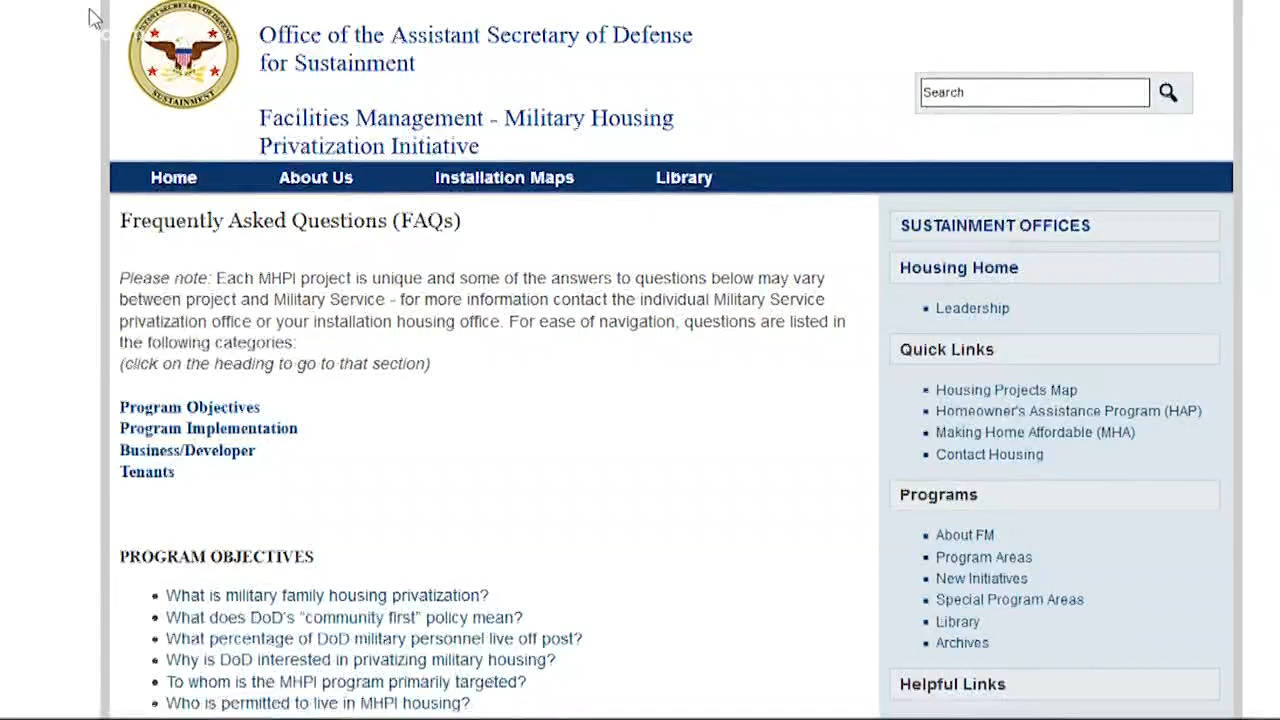 SUSTAINMENT
Office of the Assistant Secretary of Defense
for Sustainment
Facilities Management - Military Housing
Privatization Initiative
Search
Home
About Us
Installation Maps
Library
Frequently Asked Questions (FAQs)
Please note: Each MHPI project is unique and some of the answers to questions below may vary
between project and Military Service - for more information contact the individual Military Service
privatization office or your installation housing office. For ease of navigation, questions are listed in
the following categories:
(click on the heading to go to that section)
Program Objectives
Program Implementation
Business/Developer
Tenants
PROGRAM OBJECTIVES
What is military family housing privatization?
What does DoD's “community first” policy mean?
What percentage of DoD military personnel live off post?
Why is DoD interested in privatizing military housing?
To whom is the MHPI program primarily targeted?
Who is permitted to live in MHPI housing?
SUSTAINMENT OFFICES
Housing Home
Leadership
Quick Links
Housing Projects Map
Homeowner's Assistance Program (HAP)
Making Home Affordable (MHA)
Contact Housing
Programs
About FM
Program Areas
New Initiatives
Special Program Areas
Library
Archives
Helpful Links